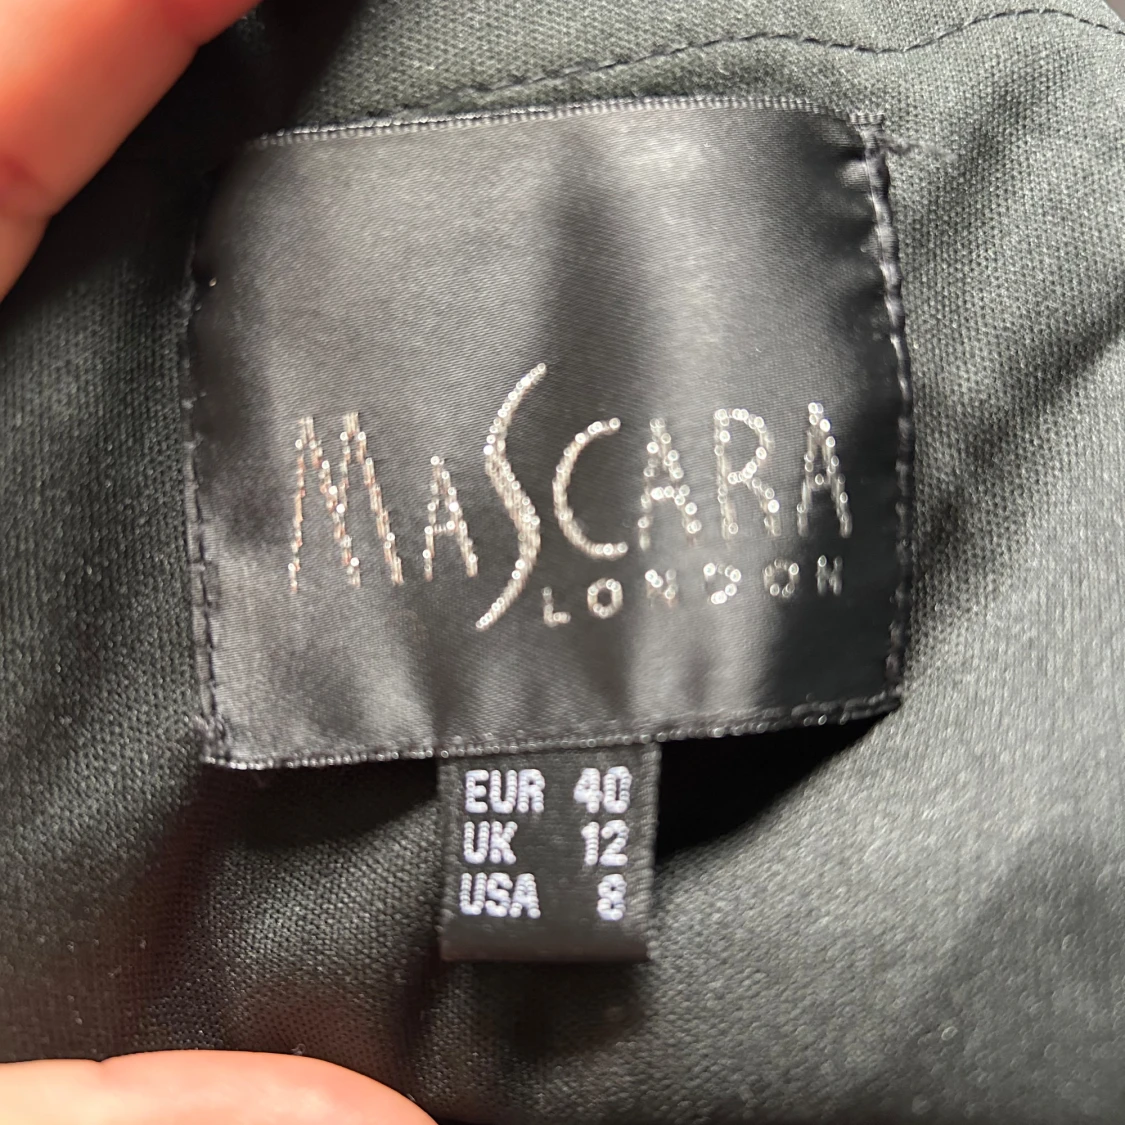 MASCARA
LONDON
EUR 40
UK 12
USA 8